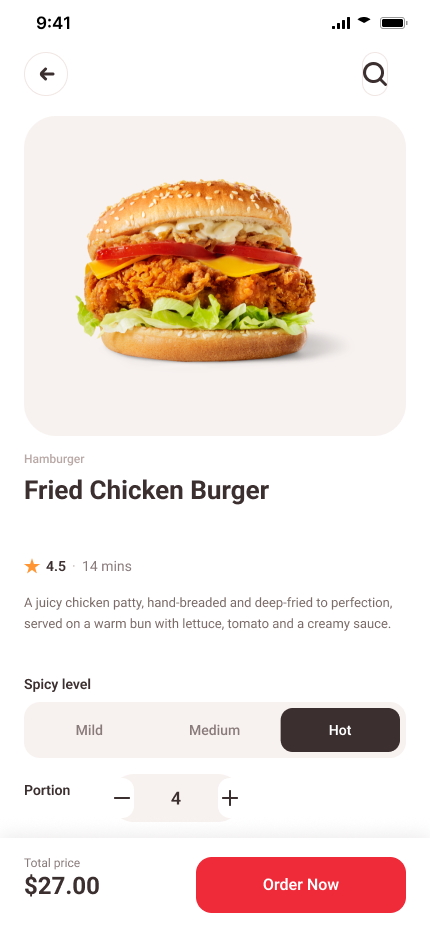 9:41
Hamburger
Fried Chicken Burger
4.5 · 14 mins
A juicy chicken patty, hand-breaded and deep-fried to perfection,
served on a warm bun with lettuce, tomato and a creamy sauce.
Spicy level
Mild Medium Hot
Portion 4
Total price
$27.00
Order Now